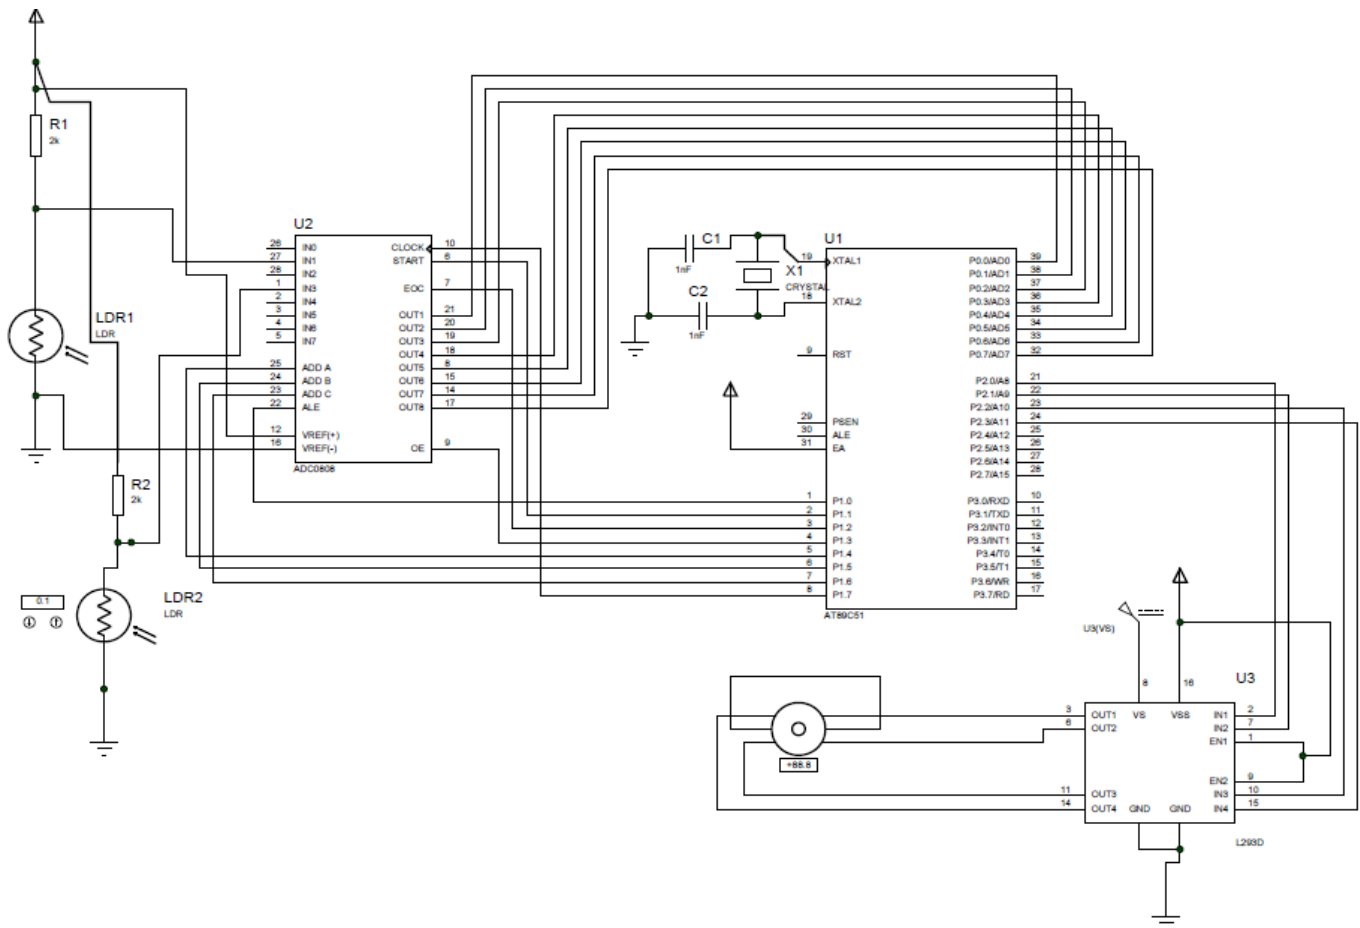 R1
2k
LDR1
LDR
R2
2k
0.1
LDR2
LDR
U2
26 IN0 CLOCK 10
27 IN1 START 6
28 IN2
1 IN3 EOC 7
2 IN4
3 IN5 OUT1 21
4 IN6 OUT2 20
5 IN7 OUT3 19
OUT4 18
25 ADD A OUT5 8
24 ADD B OUT6 15
23 ADD C OUT7 14
22 ALE OUT8 17
12 VREF(+)
16 VREF(-) OE 9
ADC0808
C1
1nF
C2
1nF
X1
CRYSTAL
U1
19 XTAL1 P0.0/AD0 39
P0.1/AD1 38
P0.2/AD2 37
18 XTAL2 P0.3/AD3 36
P0.4/AD4 35
P0.5/AD5 34
P0.6/AD6 33
9 RST P0.7/AD7 32
P2.0/A8 21
P2.1/A9 22
P2.2/A10 23
29 PSEN P2.3/A11 24
30 ALE P2.4/A12 25
31 EA P2.5/A13 26
P2.6/A14 27
P2.7/A15 28
1 P1.0 P3.0/RXD 10
2 P1.1 P3.1/TXD 11
3 P1.2 P3.2/INT0 12
4 P1.3 P3.3/INT1 13
5 P1.4 P3.4/T0 14
6 P1.5 P3.5/T1 15
7 P1.6 P3.6/WR 16
8 P1.7 P3.7/RD 17
AT89C51
U3(VS)
+88.8
U3
8 16
3 OUT1 VS VSS IN1 2
6 OUT2 IN2 7
EN1 1
EN2 9
11 OUT3 IN3 10
14 OUT4 GND GND IN4 15
L293D